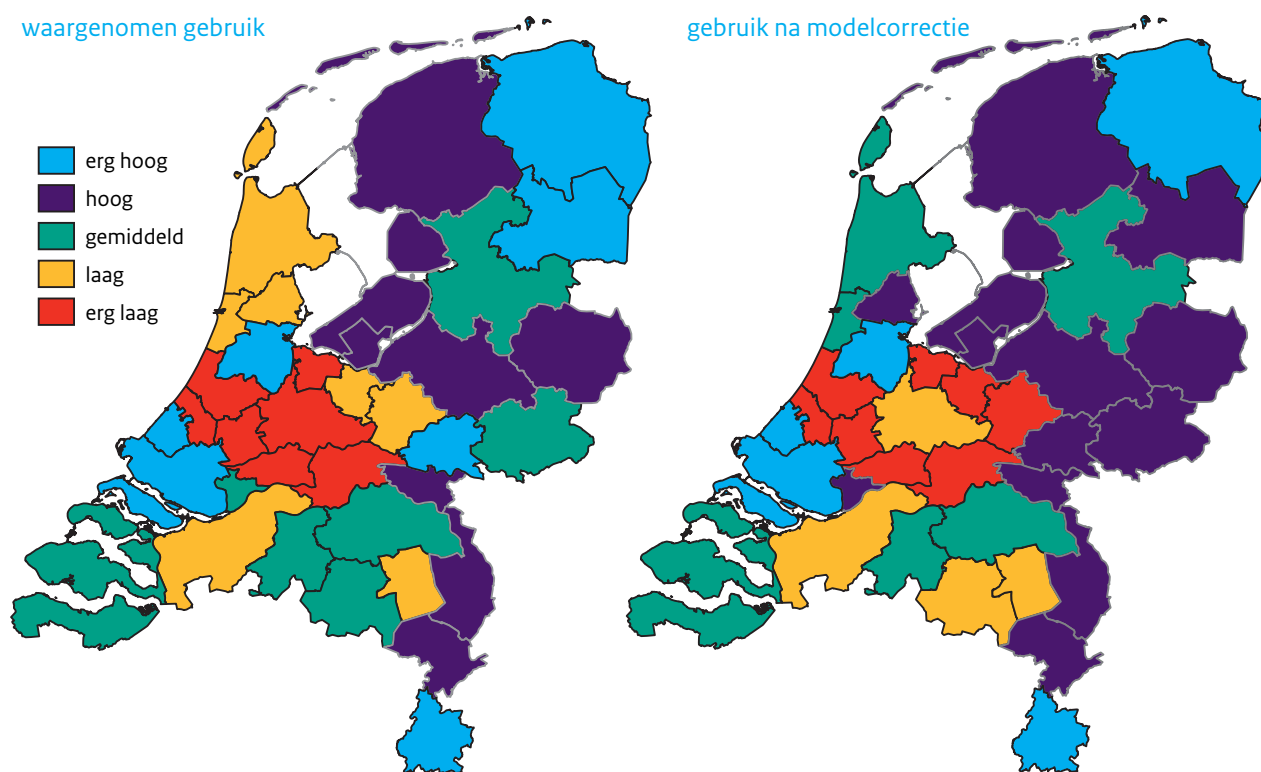 waargenomen gebruik
gebruik na modelcorrectie
erg hoog
hoog
gemiddeld
laag
erg laag